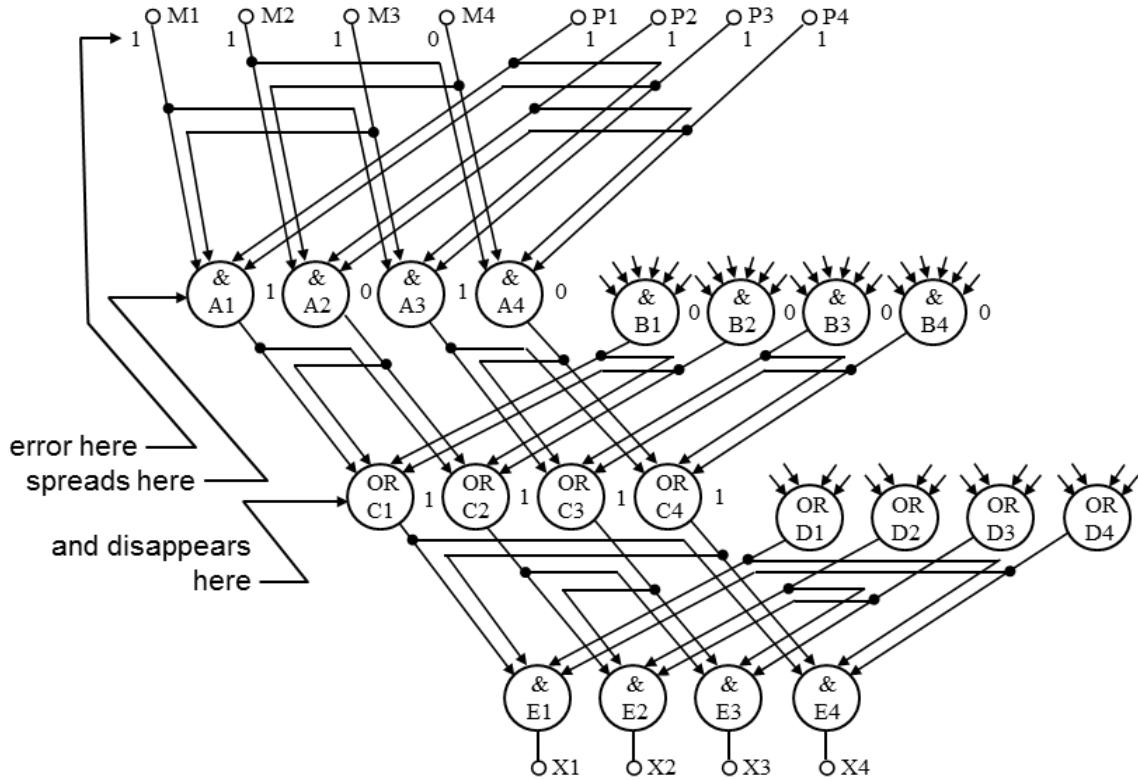 M1 M2 M3 M4 P1 P2 P3 P4
1 1 1 0 1 1 1 1
& & & & & & & &
A1 1 A2 0 A3 1 A4 0 B1 0 B2 0 B3 0 B4 0
error here
spreads here
OR OR OR OR OR OR OR OR
C1 1 C2 1 C3 1 C4 1 D1 D2 D3 D4
and disappears
here
& & & &
E1 E2 E3 E4
X1 X2 X3 X4